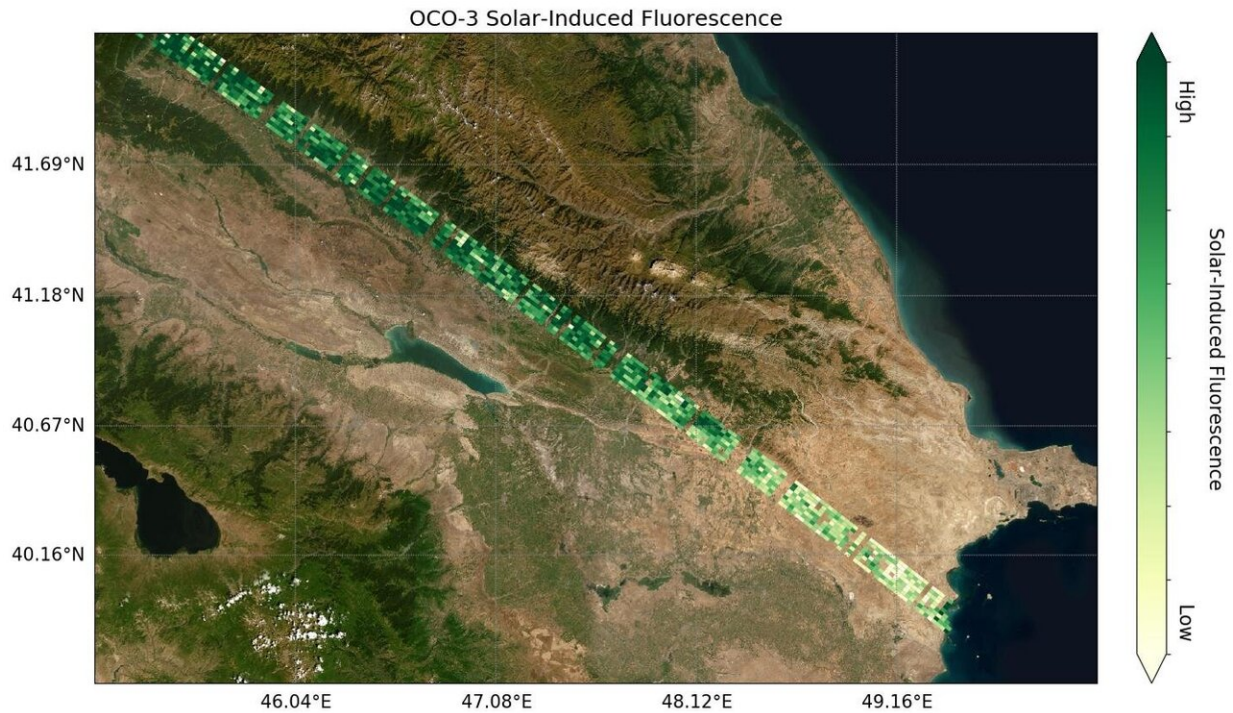 OCO-3 Solar-Induced Fluorescence
41.69°N
41.18°N
40.67°N
40.16°N
46.04°E
47.08°E
48.12°E
49.16°E
High
Solar-Induced Fluorescence
Low